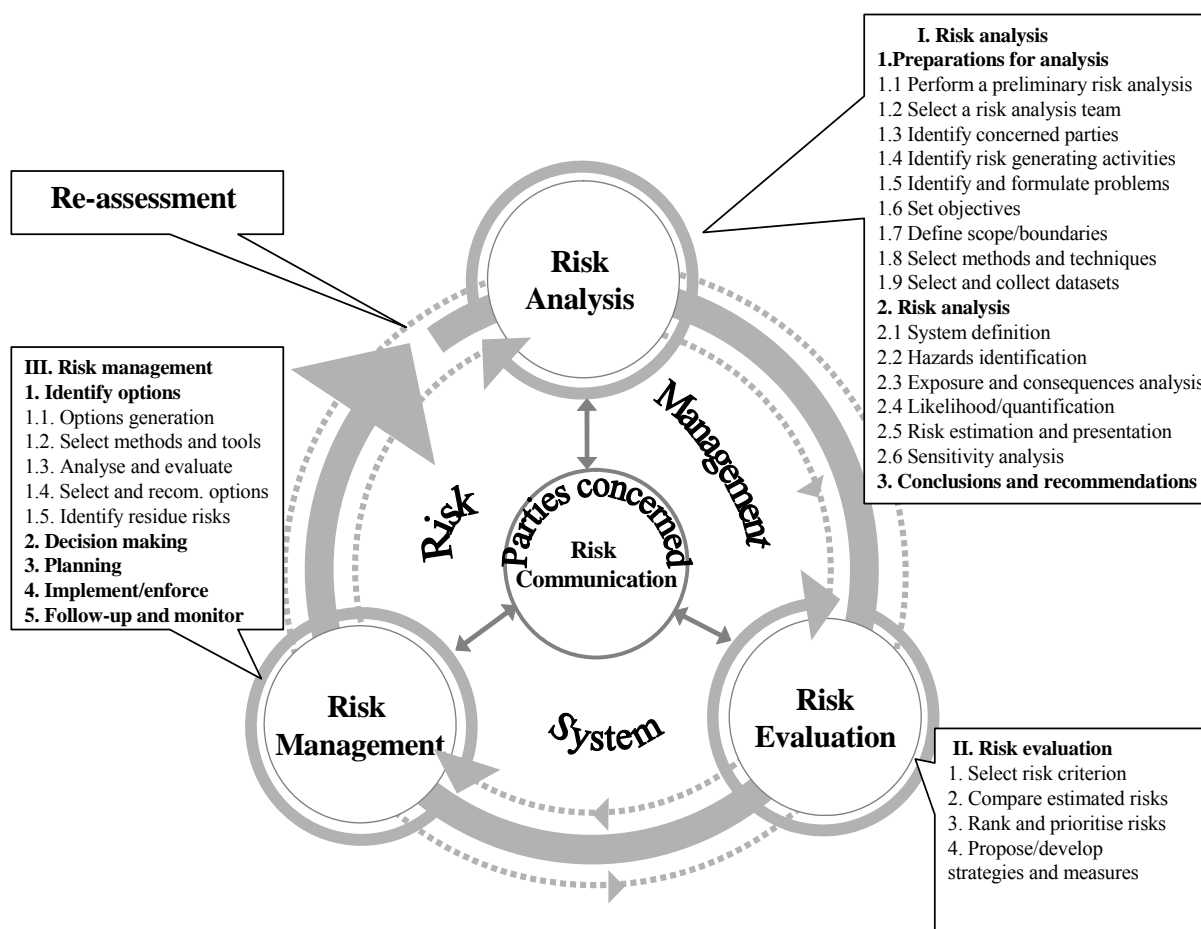 I. Risk analysis
1.Preparations for analysis
1.1 Perform a preliminary risk analysis
1.2 Select a risk analysis team
1.3 Identify concerned parties
1.4 Identify risk generating activities
1.5 Identify and formulate problems
1.6 Set objectives
1.7 Define scope/boundaries
1.8 Select methods and techniques
1.9 Select and collect datasets
2. Risk analysis
2.1 System definition
2.2 Hazards identification
2.3 Exposure and consequences analysis
2.4 Likelihood/quantification
2.5 Risk estimation and presentation
2.6 Sensitivity analysis
3. Conclusions and recommendations
Re-assessment
Risk
Analysis
III. Risk management
1. Identify options
1.1. Options generation
1.2. Select methods and tools
1.3. Analyse and evaluate
1.4. Select and recom. options
1.5. Identify residue risks
2. Decision making
3. Planning
4. Implement/enforce
5. Follow-up and monitor
Risk
Management
System
Parties concerned
Risk
Communication
Risk
Management
Risk
Evaluation
II. Risk evaluation
1. Select risk criterion
2. Compare estimated risks
3. Rank and prioritise risks
4. Propose/develop
strategies and measures